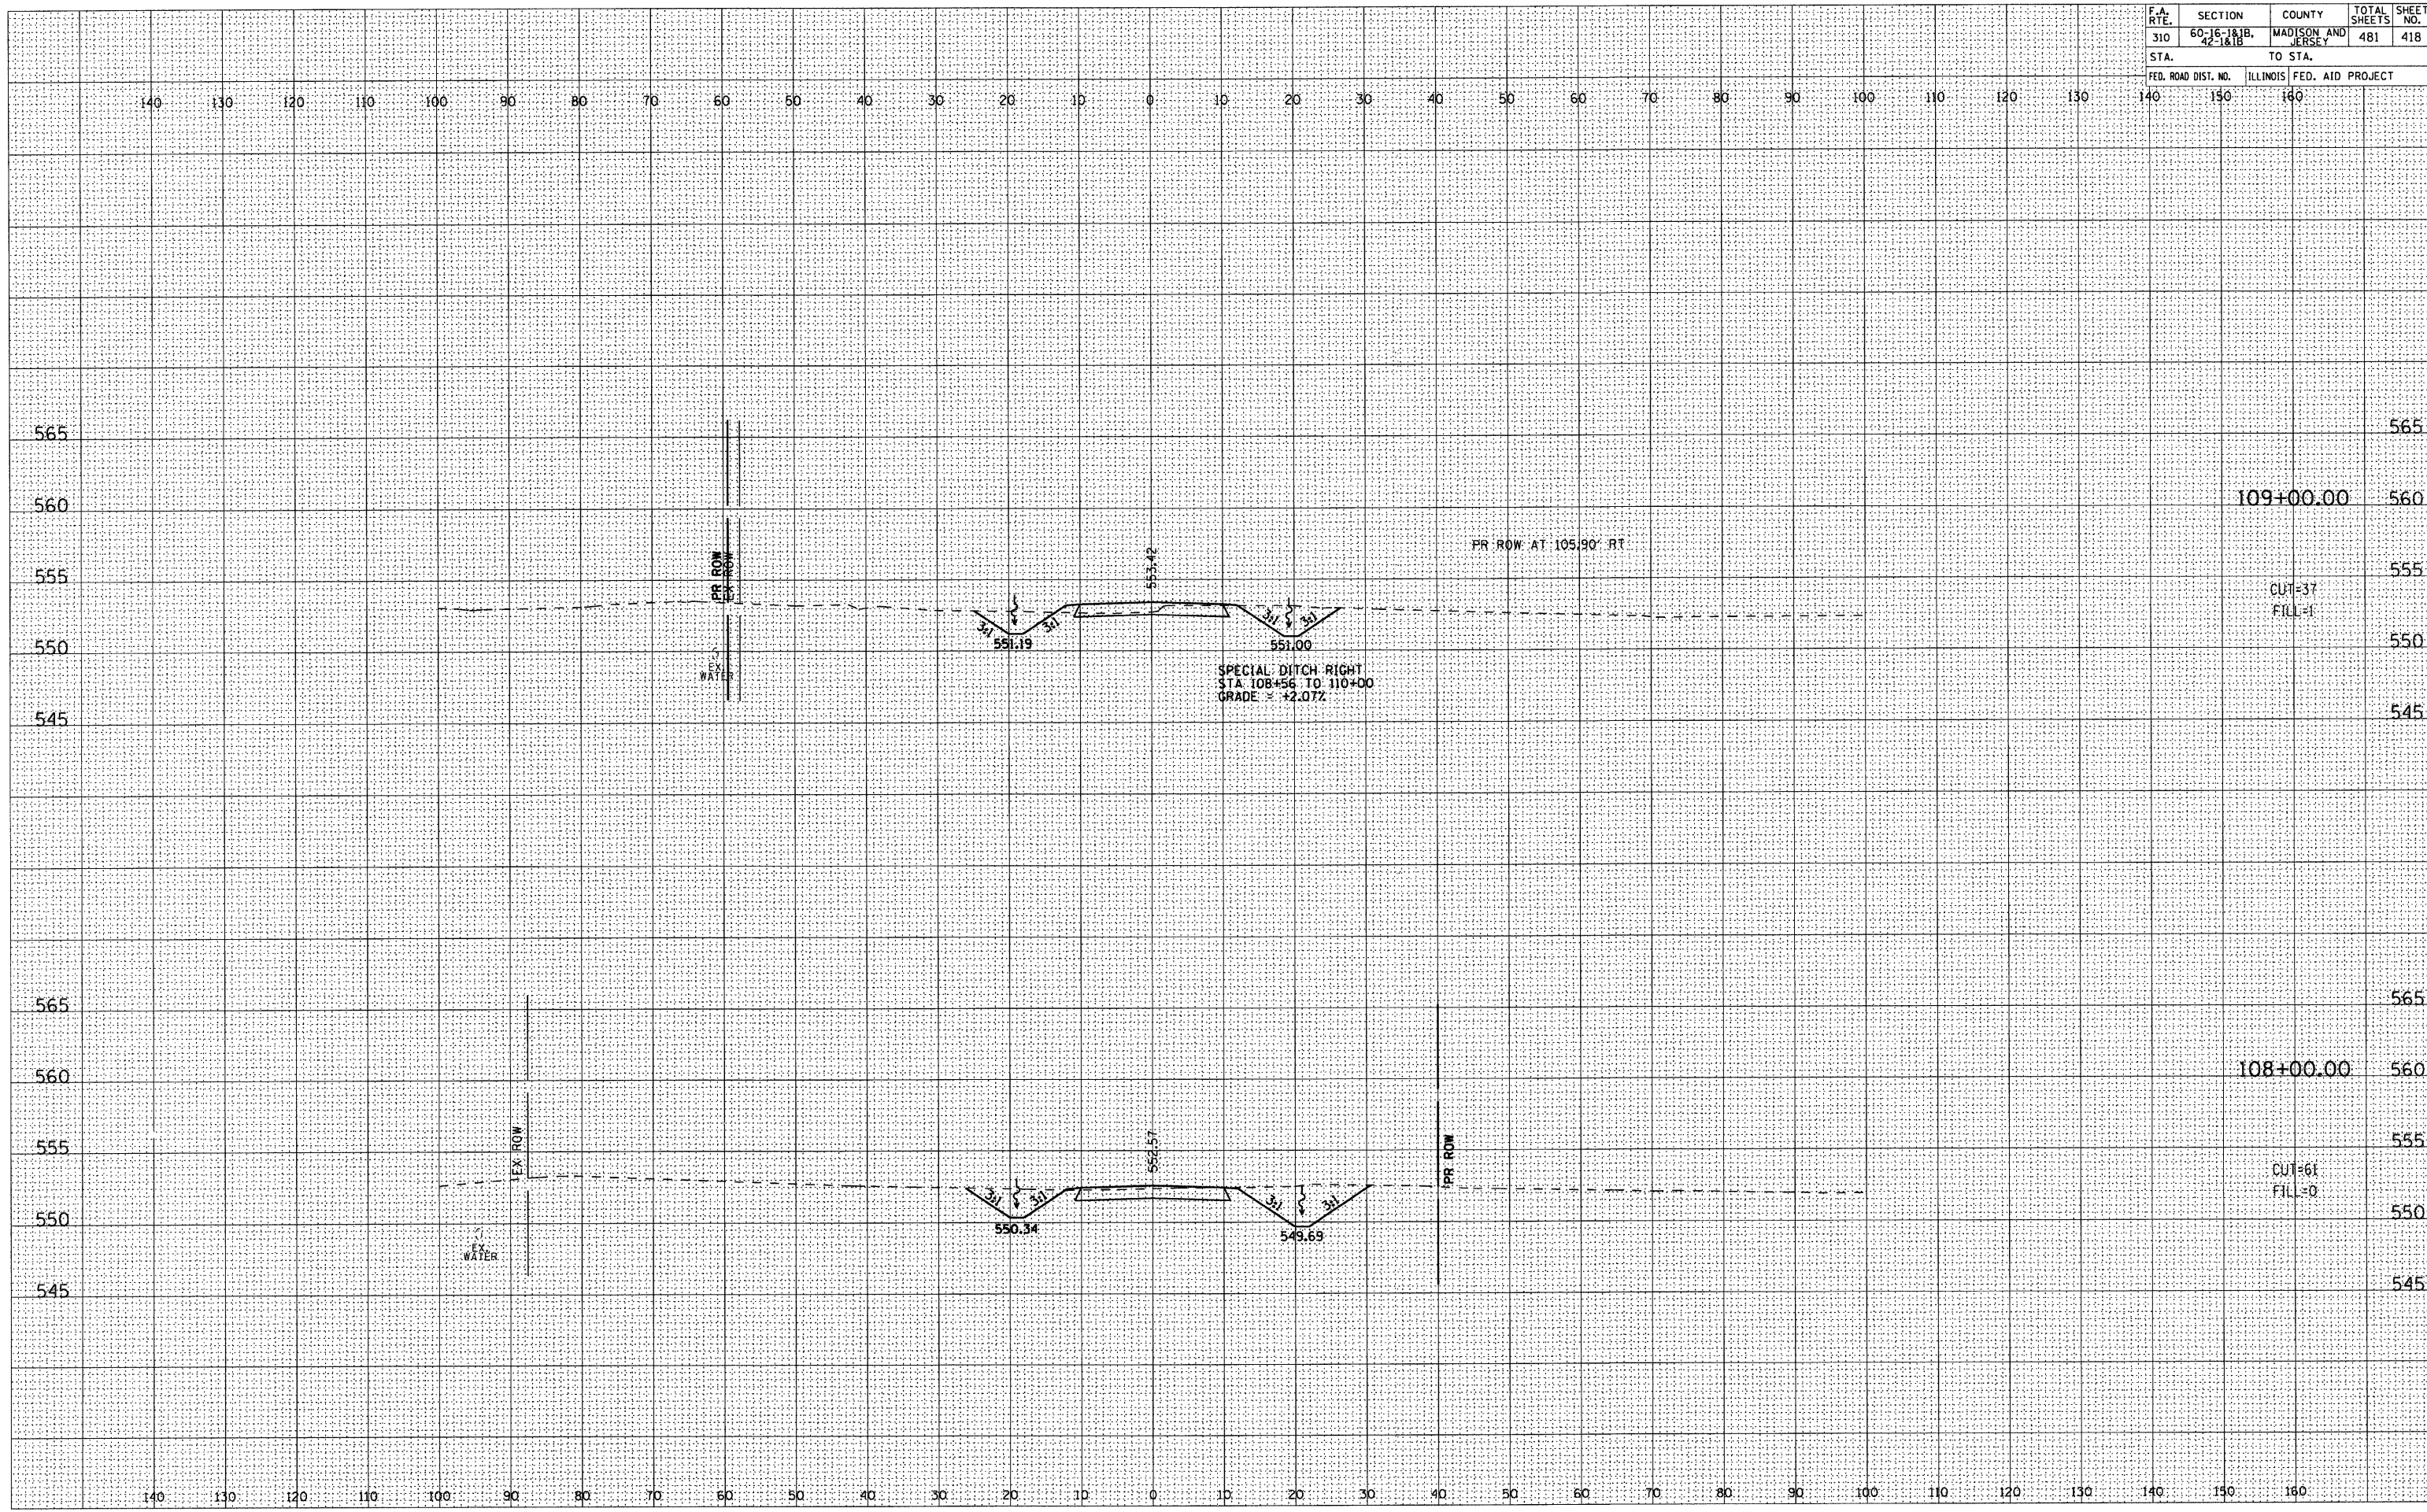 F.A. RTE. SECTION COUNTY TOTAL SHEETS SHEET NO.
310 60-16-1&1B, 42-1&1B MADISON AND JERSEY 481 418
STA. TO STA.
FED. ROAD DIST. NO. ILLINOIS FED. AID PROJECT
140 130 120 110 100 90 80 70 60 50 40 30 20 10 0 10 20 30 40 50 60 70 80 90 100 110 120 130 140 150 160
565 565
560 109+00.00 560
PR ROW
EX ROW
553.42
PR ROW AT 105.90' RT
555 555
CUT=37
FILL=1
3:1 3:1 3:1 3:1
551.19 551.00
550 550
EX.
WATER
SPECIAL DITCH RIGHT
STA 108+56 TO 110+00
GRADE = +2.07%
545 545
565 565
560 108+00.00 560
EX ROW
552.57
PR ROW
555 555
CUT=61
FILL=0
3:1 3:1 3:1 3:1
550 550
550.34 549.69
EX.
WATER
545 545
140 130 120 110 100 90 80 70 60 50 40 30 20 10 0 10 20 30 40 50 60 70 80 90 100 110 120 130 140 150 160